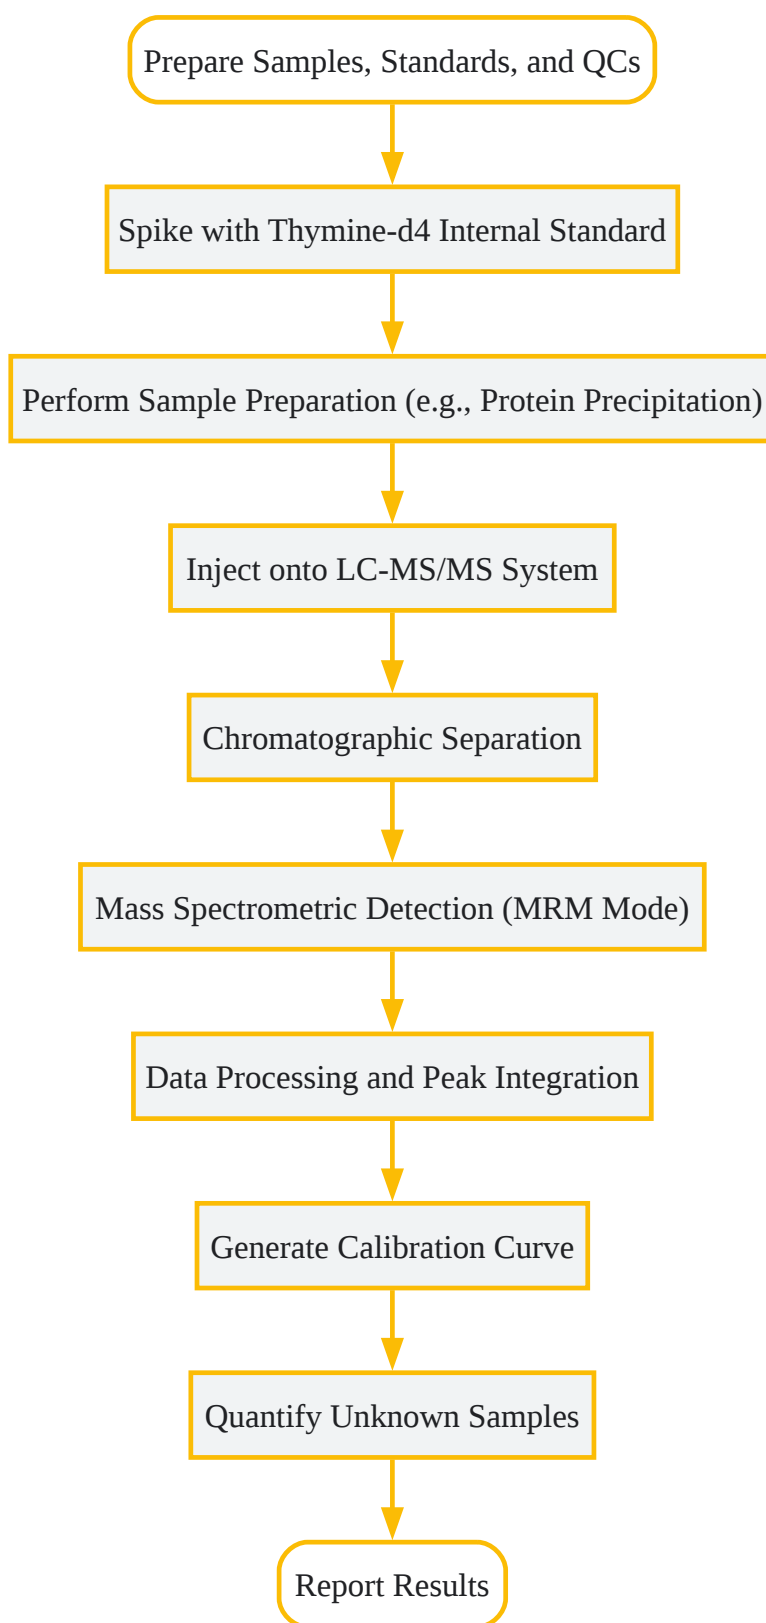 Prepare Samples, Standards, and QCs
Spike with Thymine-d4 Internal Standard
Perform Sample Preparation (e.g., Protein Precipitation)
Inject onto LC-MS/MS System
Chromatographic Separation
Mass Spectrometric Detection (MRM Mode)
Data Processing and Peak Integration
Generate Calibration Curve
Quantify Unknown Samples
Report Results